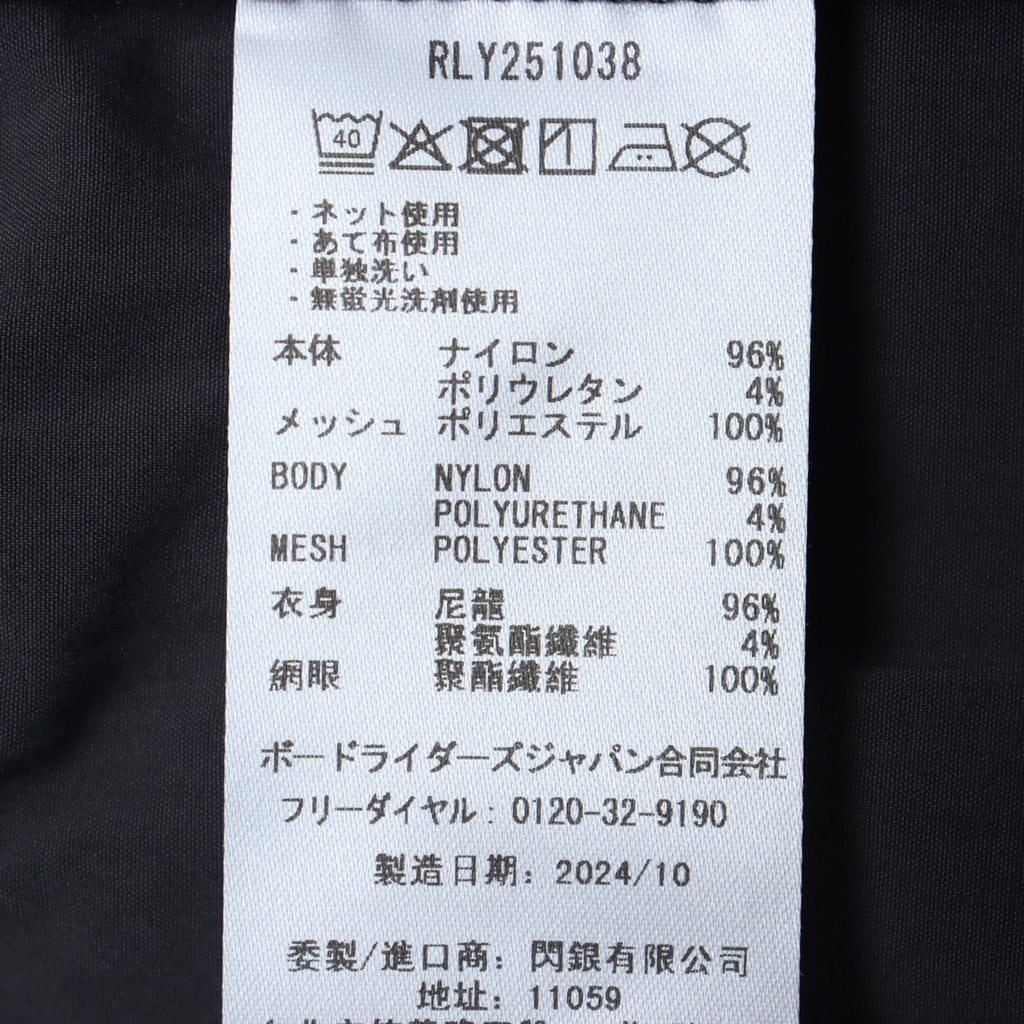 RLY251038
40
・ネット使用
・あて布使用
・単独洗い
・無蛍光洗剤使用
本体 ナイロン 96%
ポリウレタン 4%
メッシュ ポリエステル 100%
BODY NYLON 96%
POLYURETHANE 4%
MESH POLYESTER 100%
衣身 尼龍 96%
聚氨酯纖維 4%
網眼 聚酯纖維 100%
ボードライダーズジャパン合同会社
フリーダイヤル：0120-32-9190
製造日期：2024/10
委製/進口商：閃銀有限公司
地址：11059